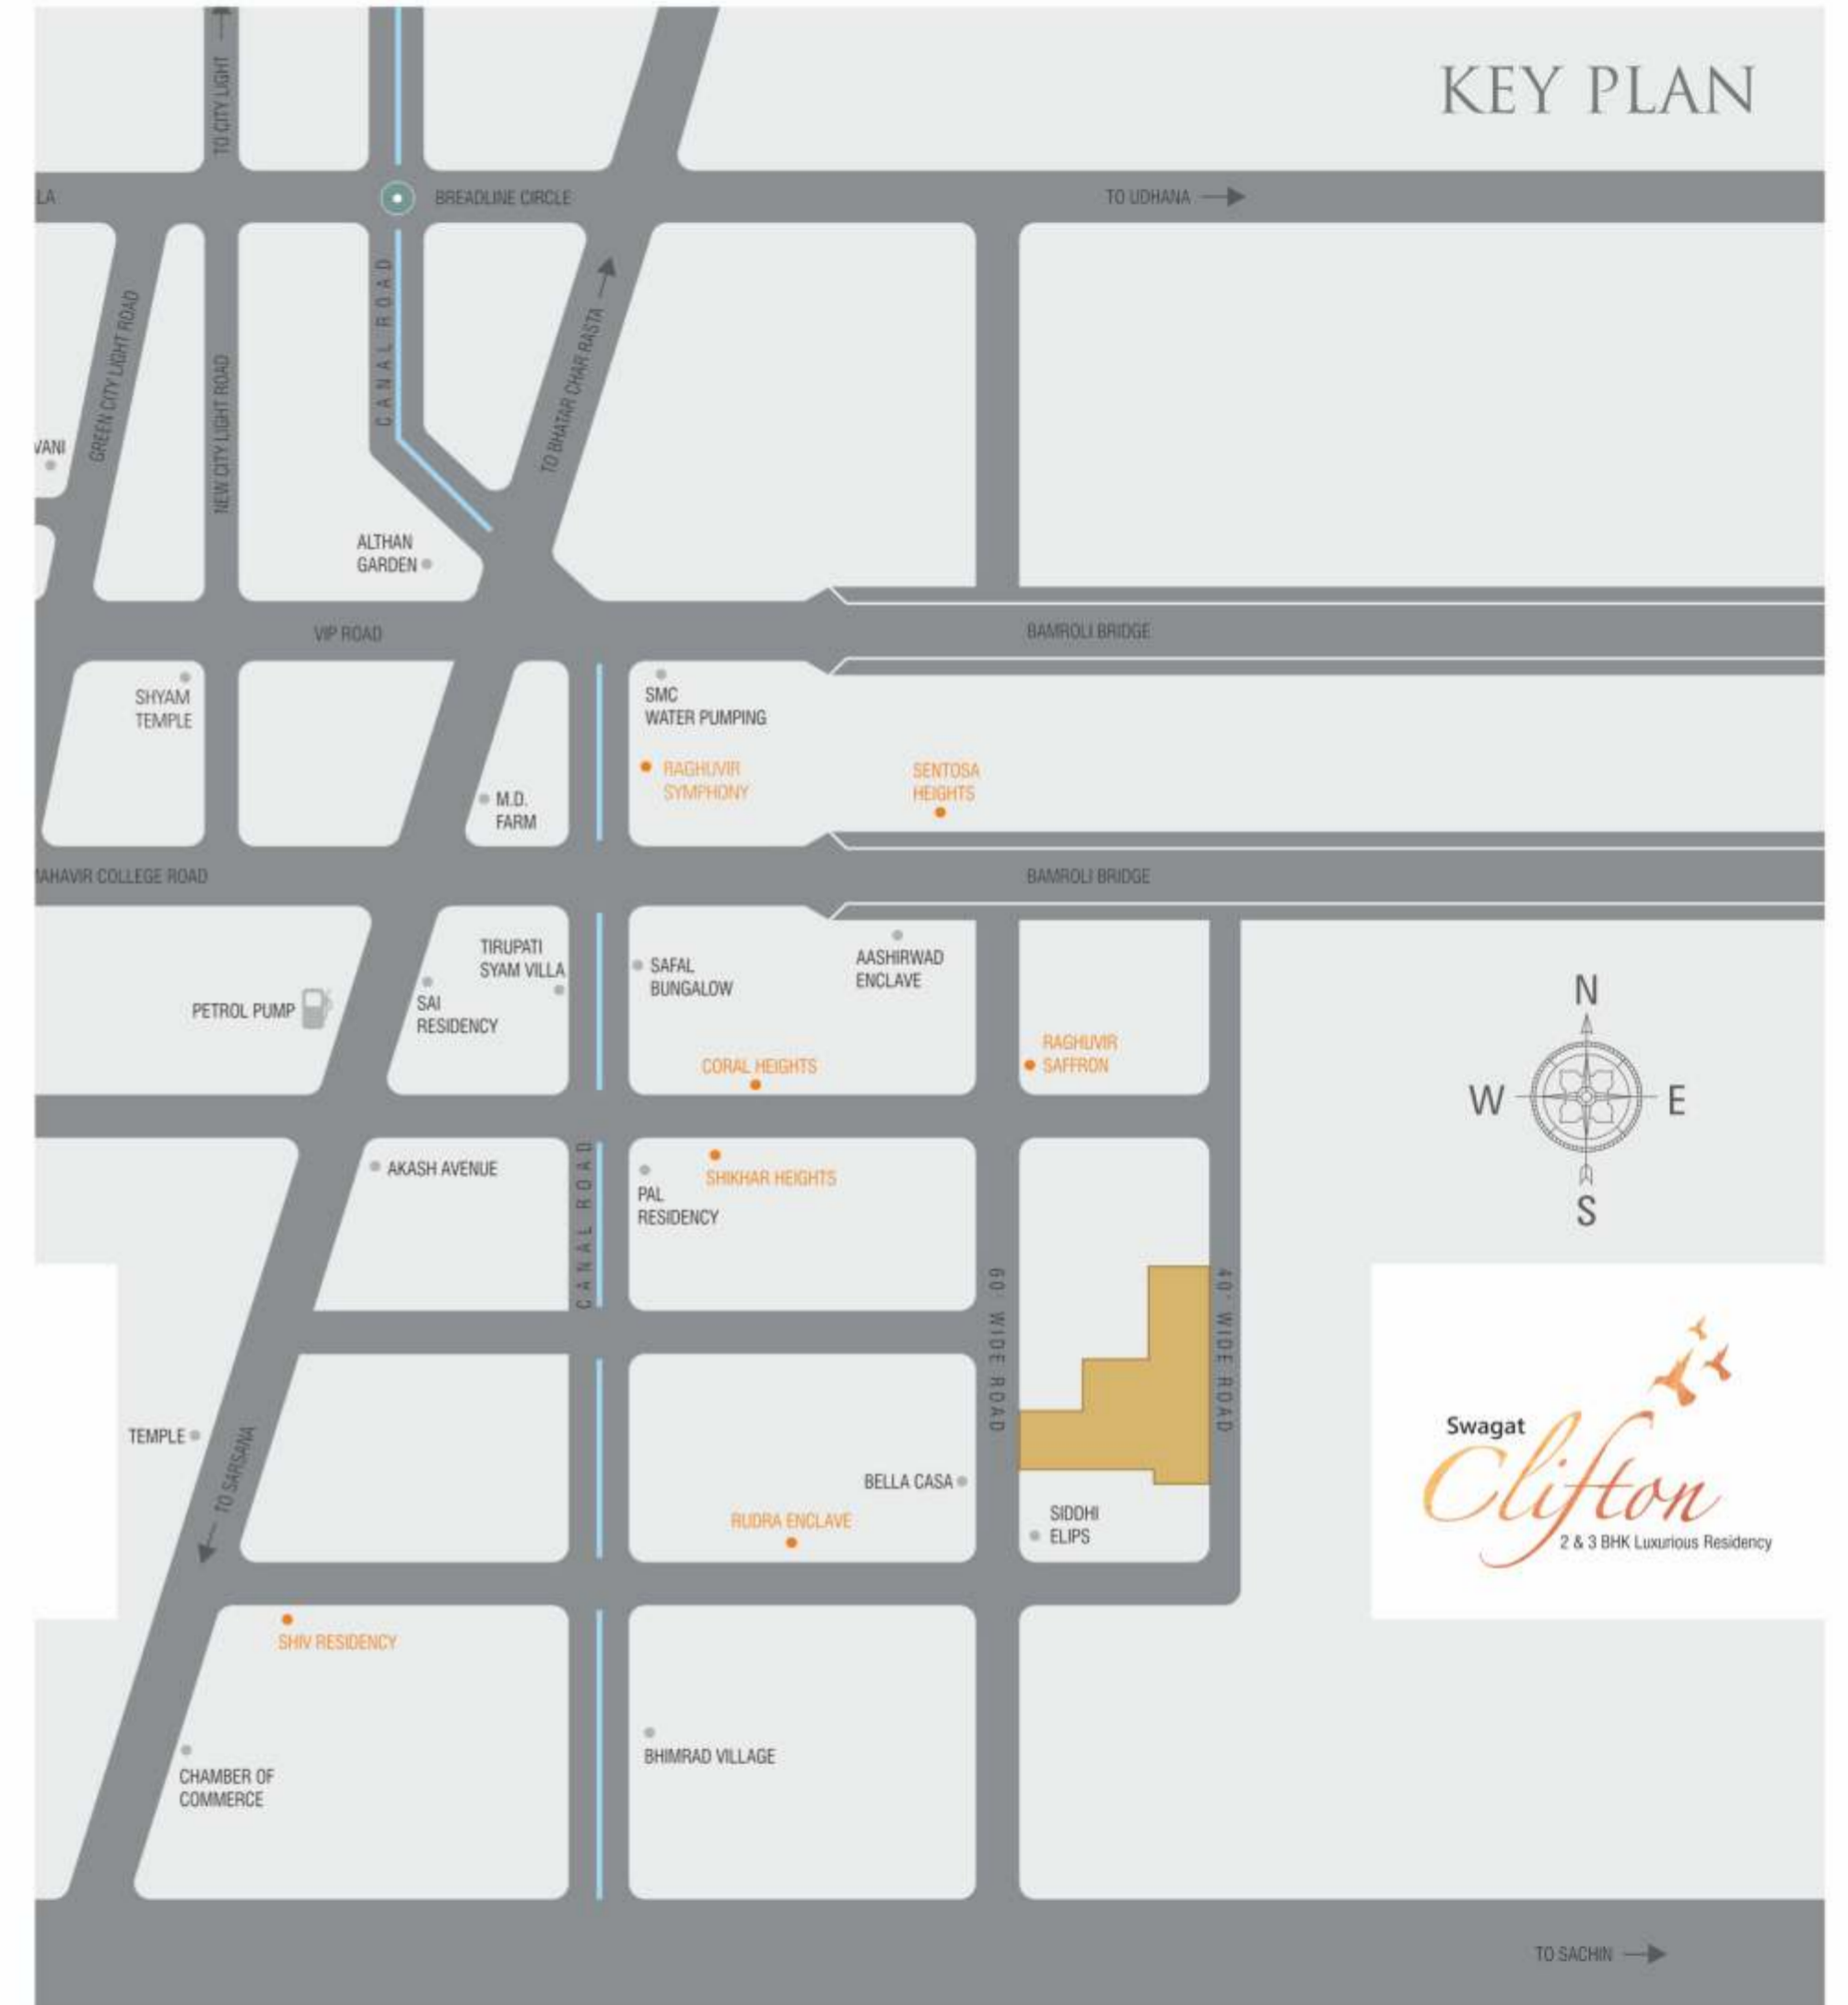 KEY PLAN
TO CITY LIGHT
LA
BREADLINE CIRCLE
TO UDHANA
GREEN CITY LIGHT ROAD
NEW CITY LIGHT ROAD
CANAL ROAD
TO BHATAR CHAR RASTA
VANI
ALTHAN
GARDEN
VIP ROAD
BAMROLI BRIDGE
SHYAM
TEMPLE
SMC
WATER PUMPING
RAGHUVIR
SYMPHONY
SENTOSA
HEIGHTS
M.D.
FARM
AHAVIR COLLEGE ROAD
BAMROLI BRIDGE
TIRUPATI
SYAM VILLA
SAFAL
BUNGALOW
AASHIRWAD
ENCLAVE
PETROL PUMP
SAI
RESIDENCY
CORAL HEIGHTS
RAGHUVIR
SAFFRON
N
W
E
S
AKASH AVENUE
CANAL ROAD
PAL
RESIDENCY
SHIKHAR HEIGHTS
60' WIDE ROAD
40' WIDE ROAD
TEMPLE
TO SARSANA
BELLA CASA
RUDRA ENCLAVE
SIDDHI
ELIPS
Swagat
Clifton
2 & 3 BHK Luxurious Residency
SHIV RESIDENCY
CHAMBER OF
COMMERCE
BHIMRAD VILLAGE
TO SACHIN